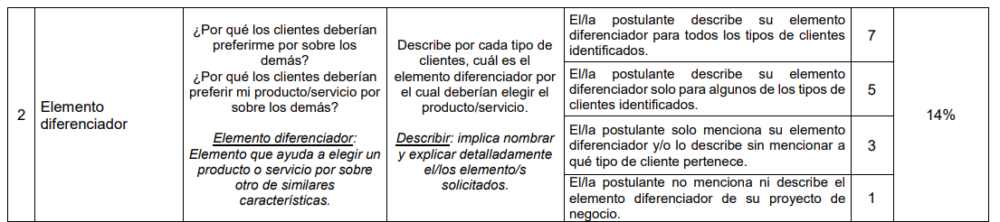 2
Elemento
diferenciador
¿Por qué los clientes deberían
preferirme por sobre los
demás?
¿Por qué los clientes deberían
preferir mi producto/servicio por
sobre los demás?
Elemento diferenciador:
Elemento que ayuda a elegir un
producto o servicio por sobre
otro de similares
características.
Describe por cada tipo de
clientes, cuál es el
elemento diferenciador por
el cual deberían elegir el
producto/servicio.
Describir: implica nombrar
y explicar detalladamente
el/los elemento/s
solicitados.
El/la postulante describe su elemento
diferenciador para todos los tipos de clientes
identificados.
7
El/la postulante describe su elemento
diferenciador solo para algunos de los tipos de
clientes identificados.
5
El/la postulante solo menciona su elemento
diferenciador y/o lo describe sin mencionar a
qué tipo de cliente pertenece.
3
El/la postulante no menciona ni describe el
elemento diferenciador de su proyecto de
negocio.
1
14%